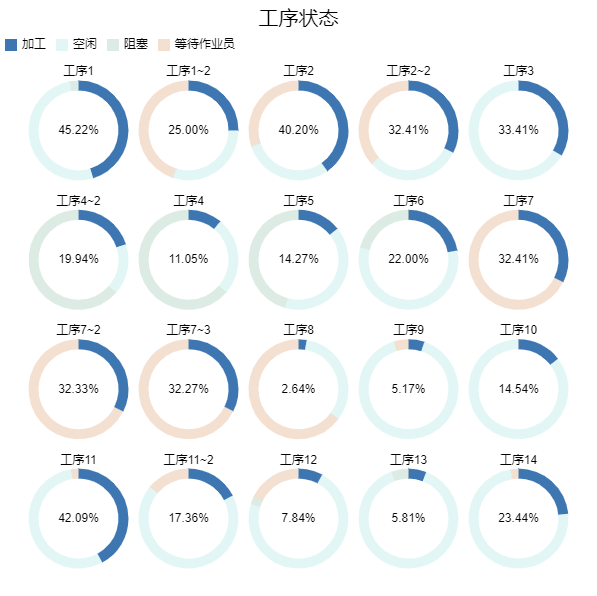 工序状态
加工 空闲 阻塞 等待作业员
工序1 工序1~2 工序2 工序2~2 工序3
45.22% 25.00% 40.20% 32.41% 33.41%
工序4~2 工序4 工序5 工序6 工序7
19.94% 11.05% 14.27% 22.00% 32.41%
工序7~2 工序7~3 工序8 工序9 工序10
32.33% 32.27% 2.64% 5.17% 14.54%
工序11 工序11~2 工序12 工序13 工序14
42.09% 17.36% 7.84% 5.81% 23.44%